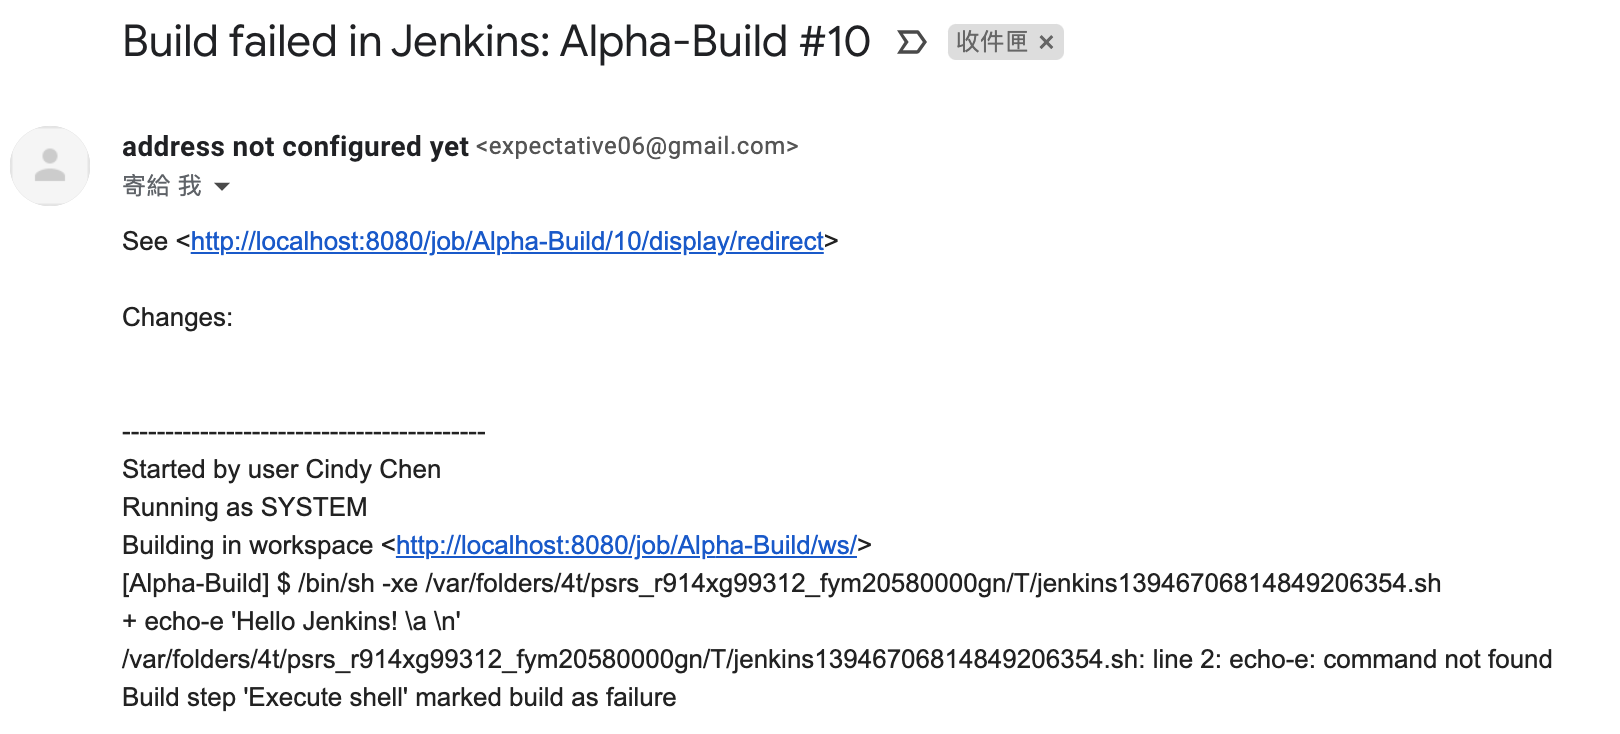 Build failed in Jenkins: Alpha-Build #10 收件匣 ×
address not configured yet <expectative06@gmail.com>
寄給 我
See <http://localhost:8080/job/Alpha-Build/10/display/redirect>
Changes:
------------------------------------------
Started by user Cindy Chen
Running as SYSTEM
Building in workspace <http://localhost:8080/job/Alpha-Build/ws/>
[Alpha-Build] $ /bin/sh -xe /var/folders/4t/psrs_r914xg99312_fym20580000gn/T/jenkins13946706814849206354.sh
+ echo-e 'Hello Jenkins! \a \n'
/var/folders/4t/psrs_r914xg99312_fym20580000gn/T/jenkins13946706814849206354.sh: line 2: echo-e: command not found
Build step 'Execute shell' marked build as failure